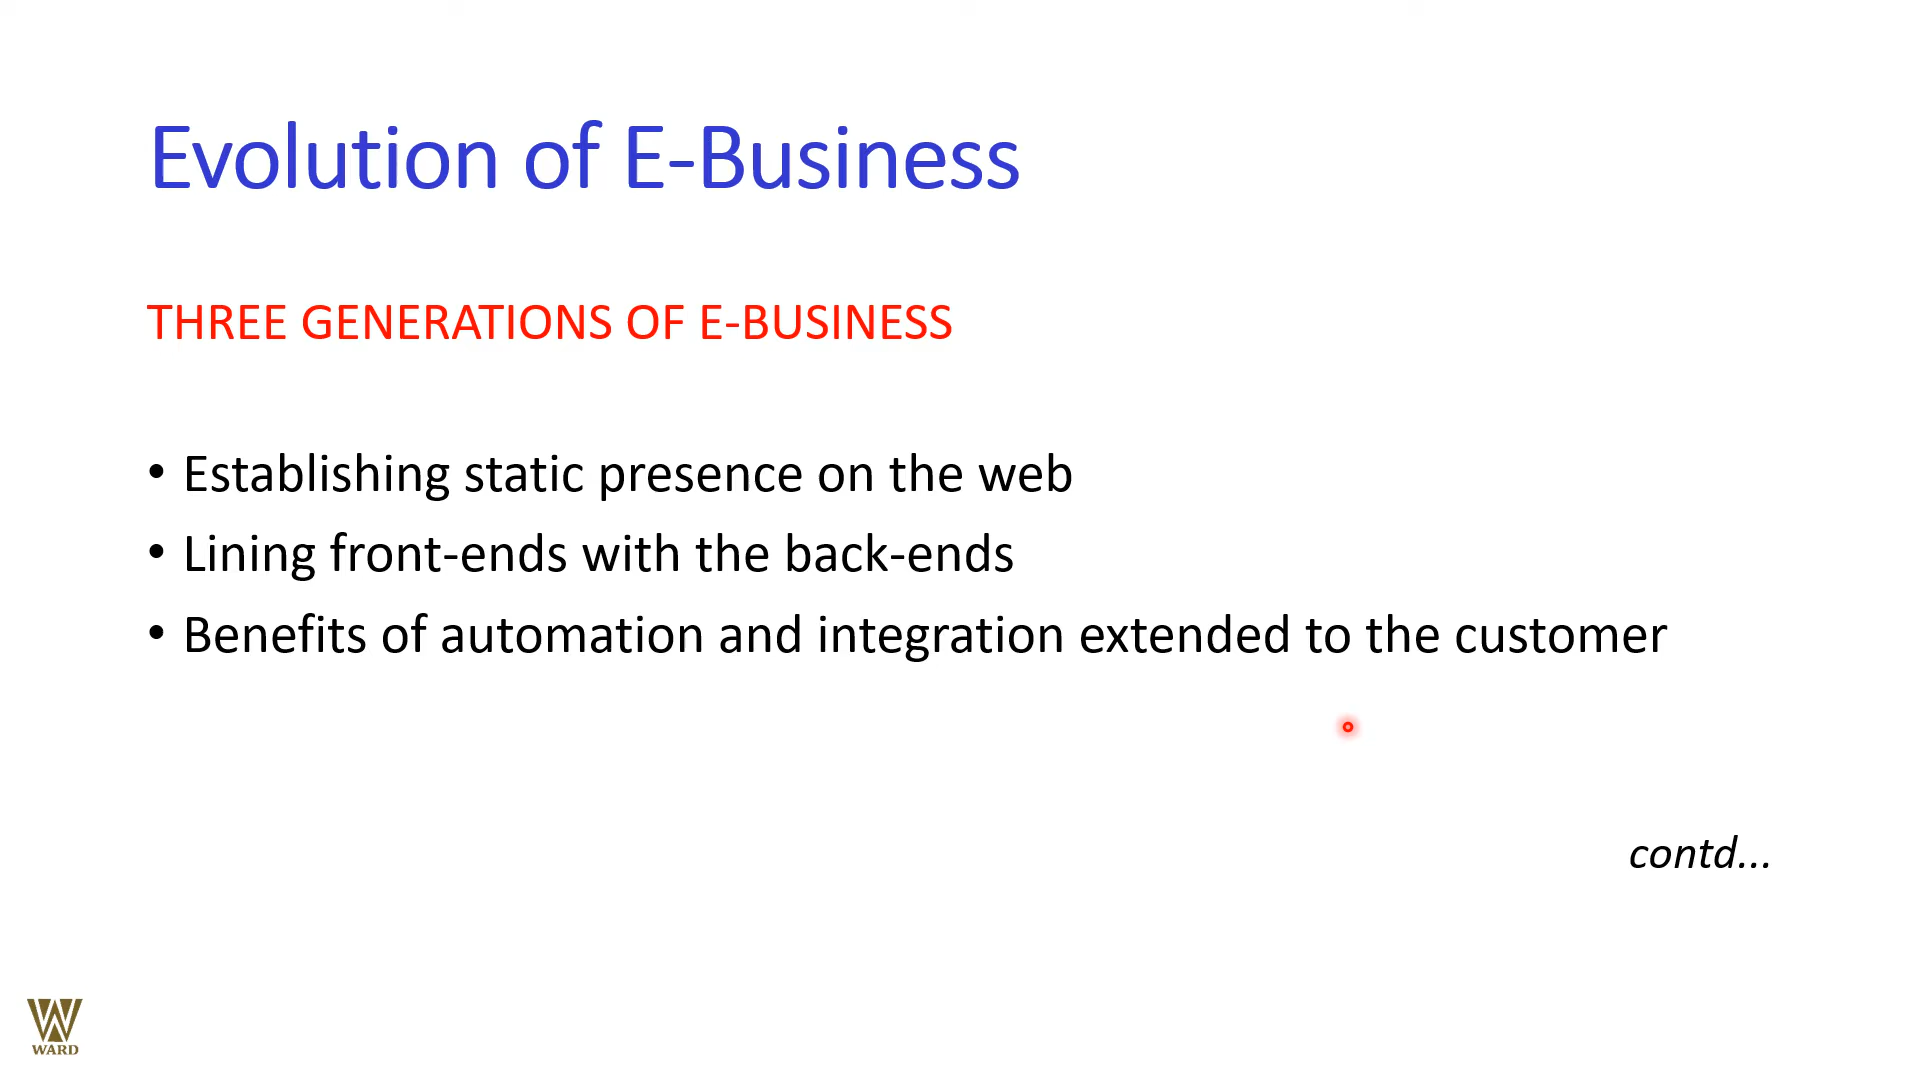 Evolution of E-Business
THREE GENERATIONS OF E-BUSINESS
• Establishing static presence on the web
• Lining front-ends with the back-ends
• Benefits of automation and integration extended to the customer
contd...
WARD